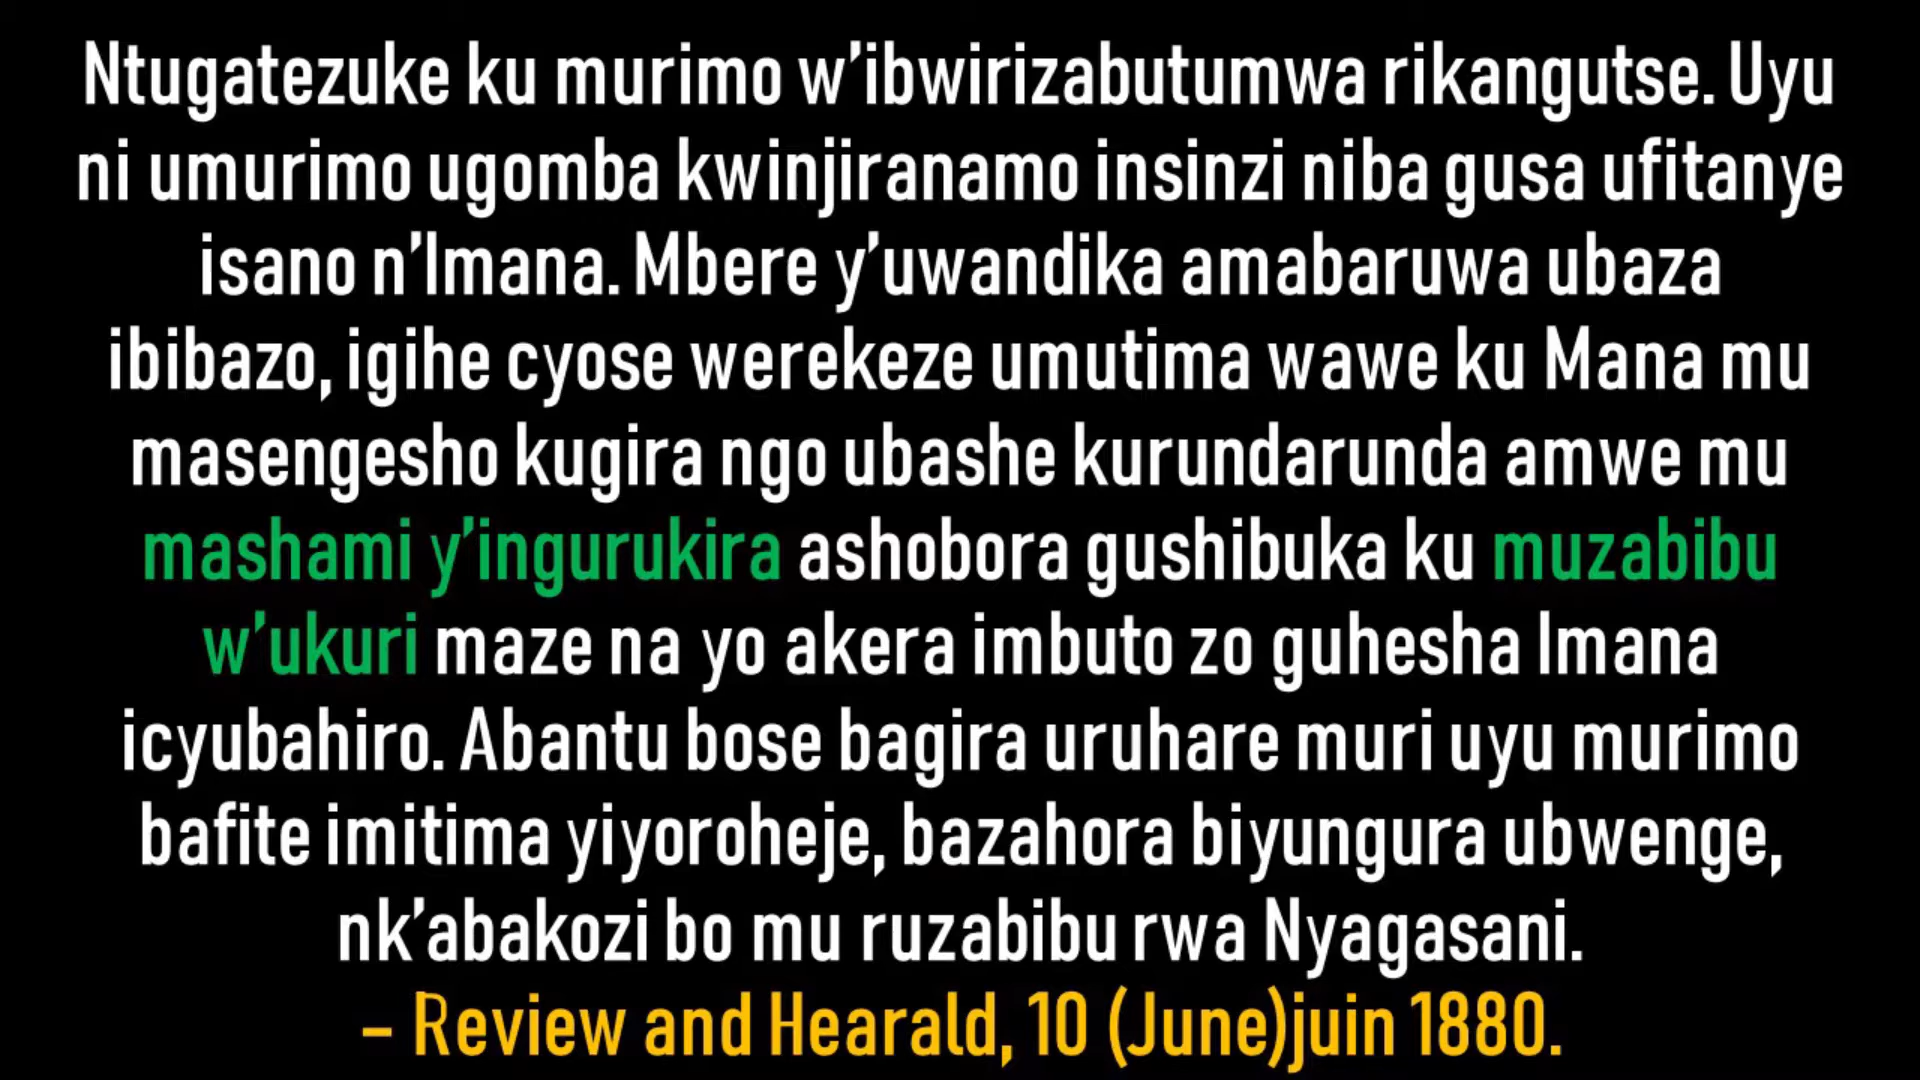 Ntugatezuke ku murimo w’ibwirizabutumwa rikangutse. Uyu
ni umurimo ugomba kwinjiranamo insinzi niba gusa ufitanye
isano n’Imana. Mbere y’uwandika amabaruwa ubaza
ibibazo, igihe cyose werekeze umutima wawe ku Mana mu
masengesho kugira ngo ubashe kurundarunda amwe mu
mashami y’ingurukira ashobora gushibuka ku muzabibu
w’ukuri maze na yo akera imbuto zo guhesha Imana
icyubahiro. Abantu bose bagira uruhare muri uyu murimo
bafite imitima yiyoroheje, bazahora biyungura ubwenge,
nk’abakozi bo mu ruzabibu rwa Nyagasani.
– Review and Hearald, 10 (June)juin 1880.